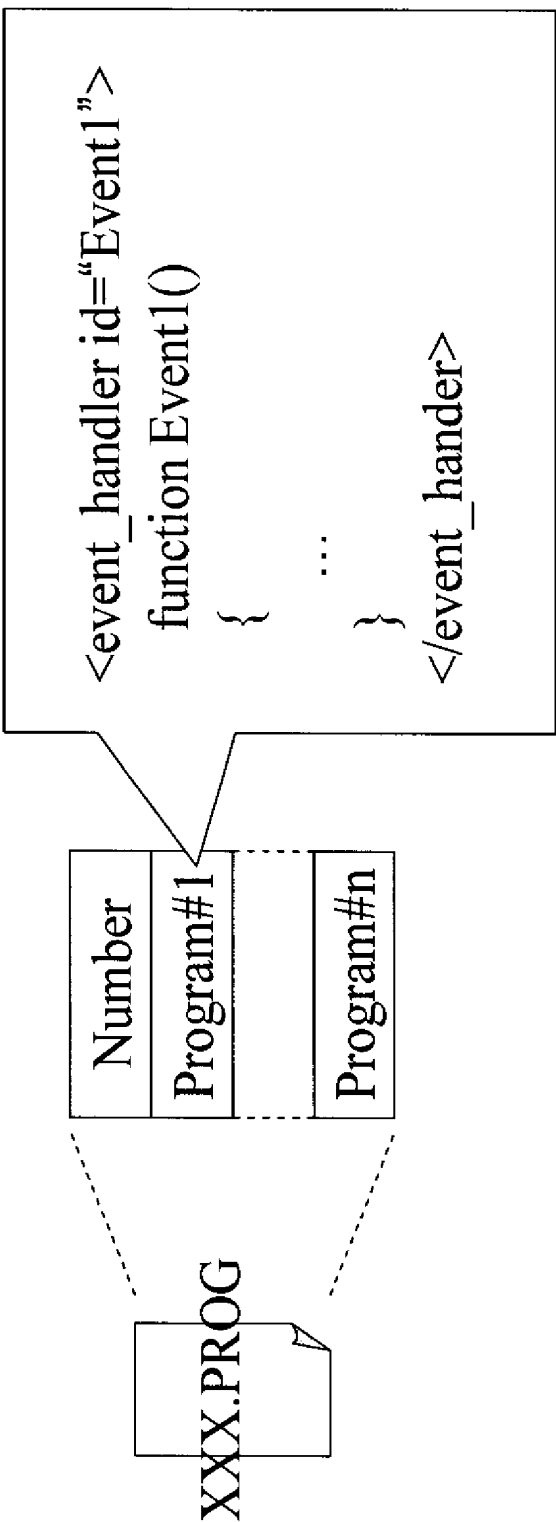 XXX.PROG
Number
Program#1
Program#n
<event_handler id=“Event1”>
function Event1()
{
…
}
</event_hander>